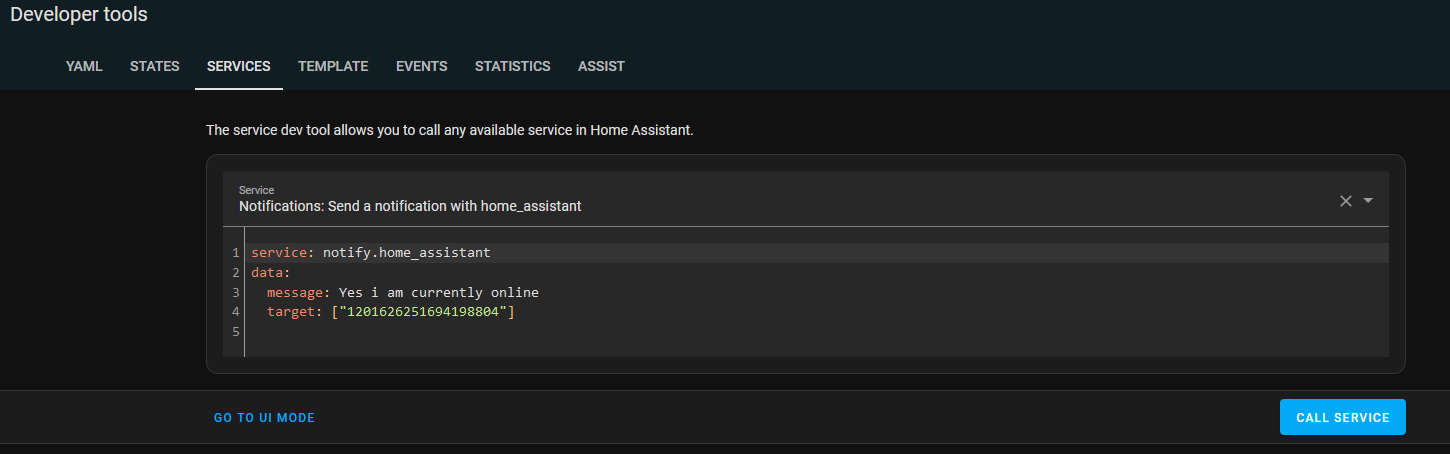 Developer tools
YAML STATES SERVICES TEMPLATE EVENTS STATISTICS ASSIST
The service dev tool allows you to call any available service in Home Assistant.
Service
Notifications: Send a notification with home_assistant
1 service: notify.home_assistant
2 data:
3   message: Yes i am currently online
4   target: ["1201626251694198804"]
5
GO TO UI MODE CALL SERVICE